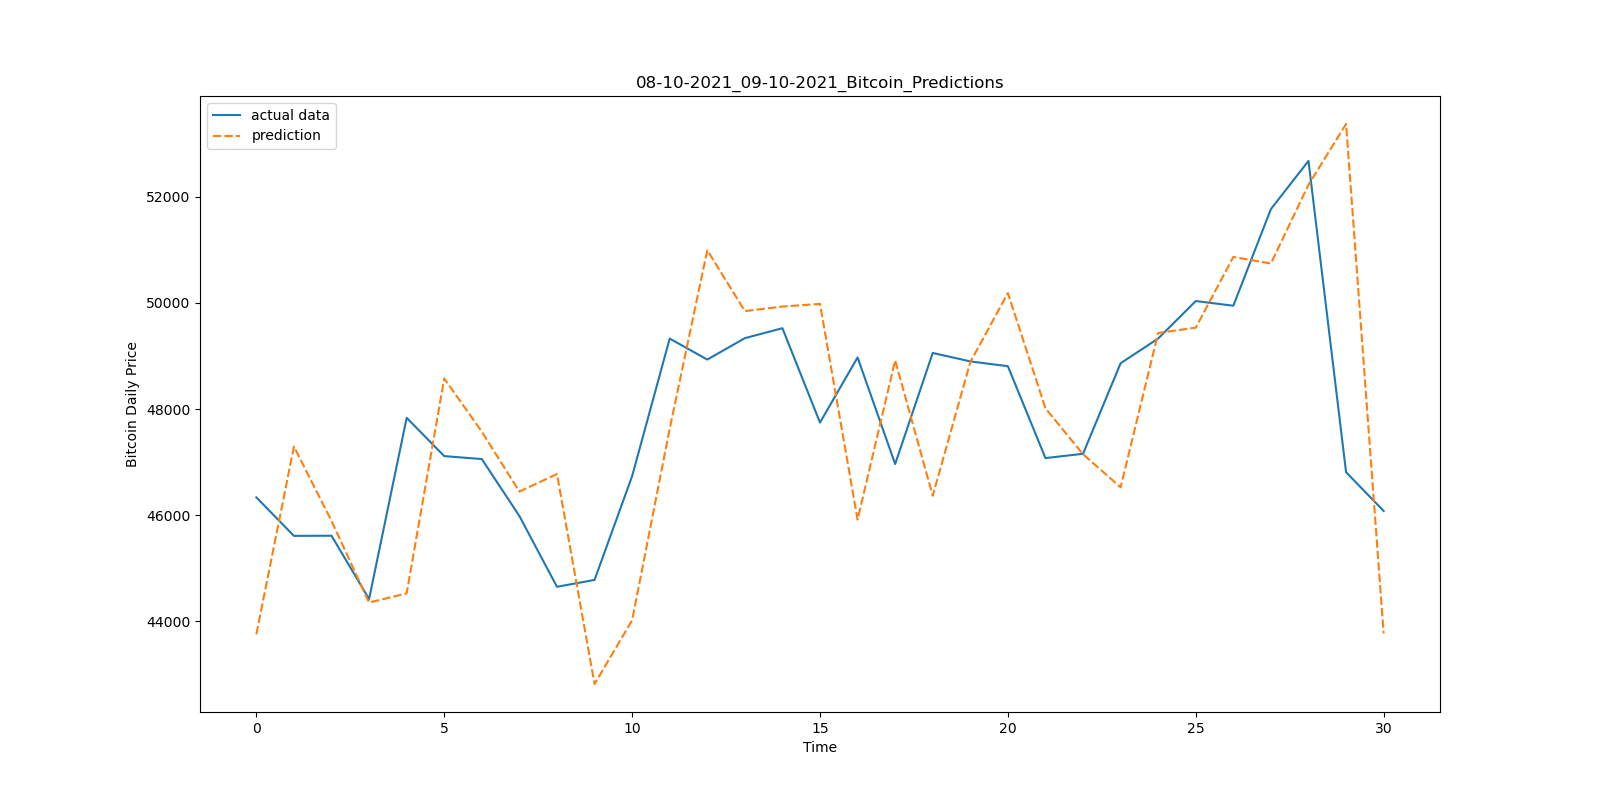 08-10-2021_09-10-2021_Bitcoin_Predictions
actual data
prediction
Bitcoin Daily Price
52000
50000
48000
46000
44000
0 5 10 15 20 25 30
Time